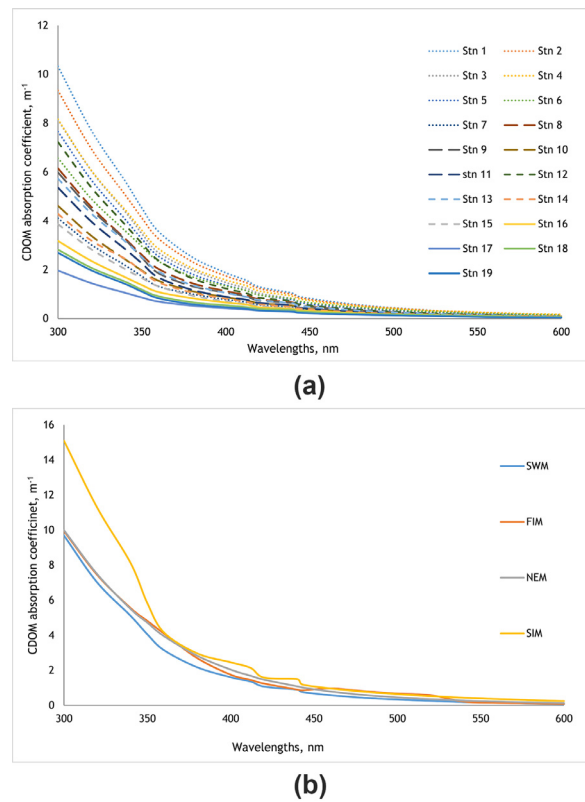 CDOM absorption coefficient, m-1
12
10
8
6
4
2
0
Stn 1 Stn 2
Stn 3 Stn 4
Stn 5 Stn 6
Stn 7 Stn 8
Stn 9 Stn 10
stn 11 Stn 12
Stn 13 Stn 14
Stn 15 Stn 16
Stn 17 Stn 18
Stn 19
300 350 400 450 500 550 600
Wavelengths, nm
(a)
CDOM absorption coefficinet, m-1
16
14
12
10
8
6
4
2
0
SWM
FIM
NEM
SIM
300 350 400 450 500 550 600
Wavelengths, nm
(b)